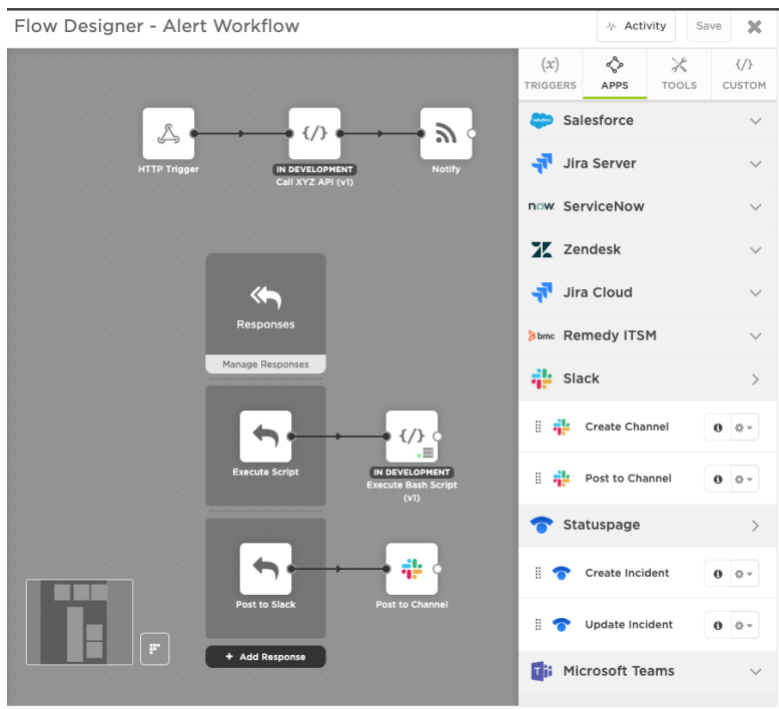 Flow Designer - Alert Workflow
Activity
Save
(x)
TRIGGERS
APPS
TOOLS
{/}
CUSTOM
HTTP Trigger
{/}
IN DEVELOPMENT
Call XYZ API (v1)
Notify
Responses
Manage Responses
Execute Script
{/}
IN DEVELOPMENT
Execute Bash Script
(v1)
Post to Slack
Post to Channel
+ Add Response
salesforce
Salesforce
Jira Server
now ServiceNow
Zendesk
Jira Cloud
bmc Remedy ITSM
Slack
Create Channel
Post to Channel
Statuspage
Create Incident
Update Incident
Microsoft Teams